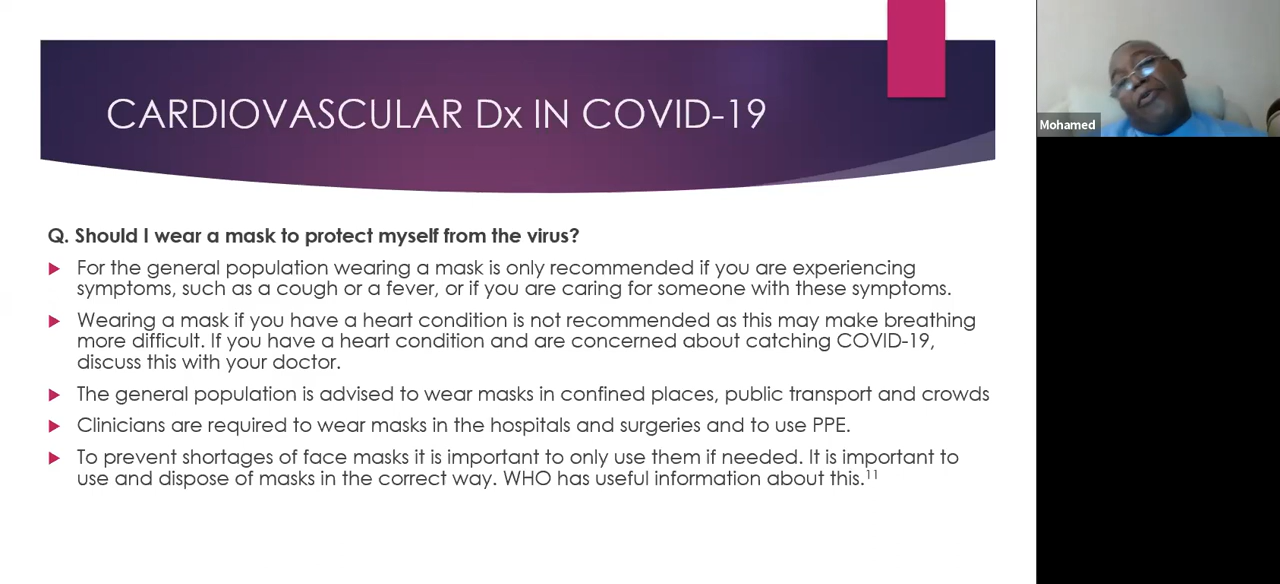 CARDIOVASCULAR Dx IN COVID-19
Mohamed
Q. Should I wear a mask to protect myself from the virus?
For the general population wearing a mask is only recommended if you are experiencing
symptoms, such as a cough or a fever, or if you are caring for someone with these symptoms.
Wearing a mask if you have a heart condition is not recommended as this may make breathing
more difficult. If you have a heart condition and are concerned about catching COVID-19,
discuss this with your doctor.
The general population is advised to wear masks in confined places, public transport and crowds
Clinicians are required to wear masks in the hospitals and surgeries and to use PPE.
To prevent shortages of face masks it is important to only use them if needed. It is important to
use and dispose of masks in the correct way. WHO has useful information about this.¹¹